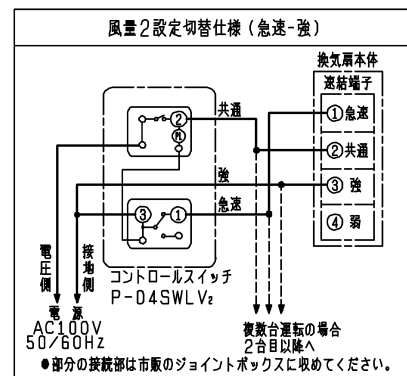 風量2設定切替仕様(急速-強)
換気扇本体
速結端子
①急速
②共通
③ 強
④ 弱
共通
強
急速
②
PL
③
①
コントロールスイッチ
P-04SWLV₂
電圧側
接地側
電源
AC100V
50/60Hz
複数台運転の場合
2台目以降へ
●部分の接続部は市販のジョイントボックスに収めてください。